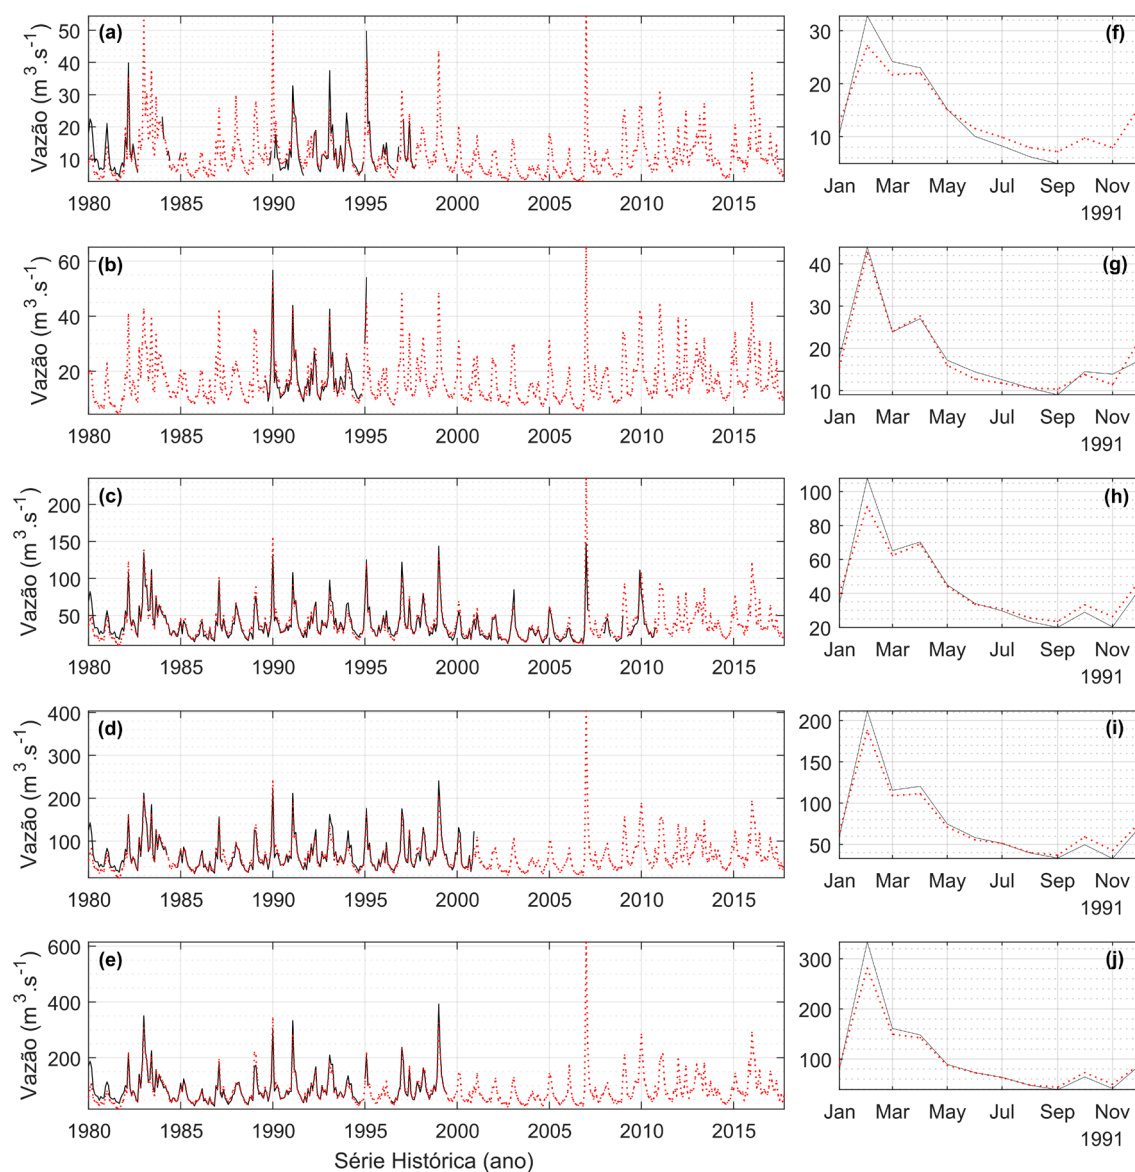 (a)
Vazão (m³.s⁻¹)
50
40
30
20
10
1980 1985 1990 1995 2000 2005 2010 2015
(f)
30
20
10
Jan Mar May Jul Sep Nov
1991
(b)
Vazão (m³.s⁻¹)
60
40
20
1980 1985 1990 1995 2000 2005 2010 2015
(g)
40
30
20
10
Jan Mar May Jul Sep Nov
1991
(c)
Vazão (m³.s⁻¹)
200
150
100
50
1980 1985 1990 1995 2000 2005 2010 2015
(h)
100
80
60
40
20
Jan Mar May Jul Sep Nov
1991
(d)
Vazão (m³.s⁻¹)
400
300
200
100
1980 1985 1990 1995 2000 2005 2010 2015
(i)
200
150
100
50
Jan Mar May Jul Sep Nov
1991
(e)
Vazão (m³.s⁻¹)
600
400
200
1980 1985 1990 1995 2000 2005 2010 2015
Série Histórica (ano)
(j)
300
200
100
Jan Mar May Jul Sep Nov
1991